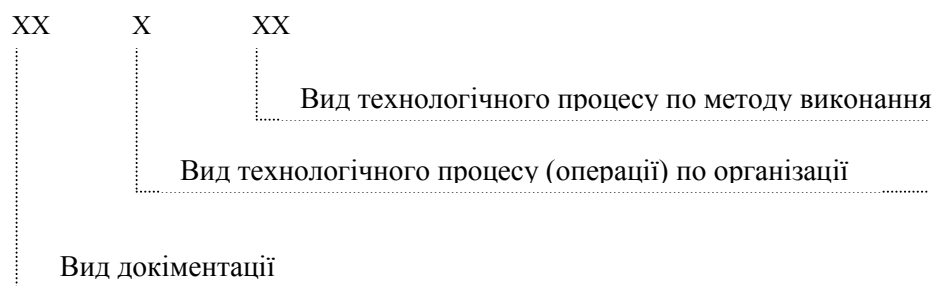 XX X XX
Вид технологічного процесу по методу виконання
Вид технологічного процесу (операції) по організації
Вид докіментації